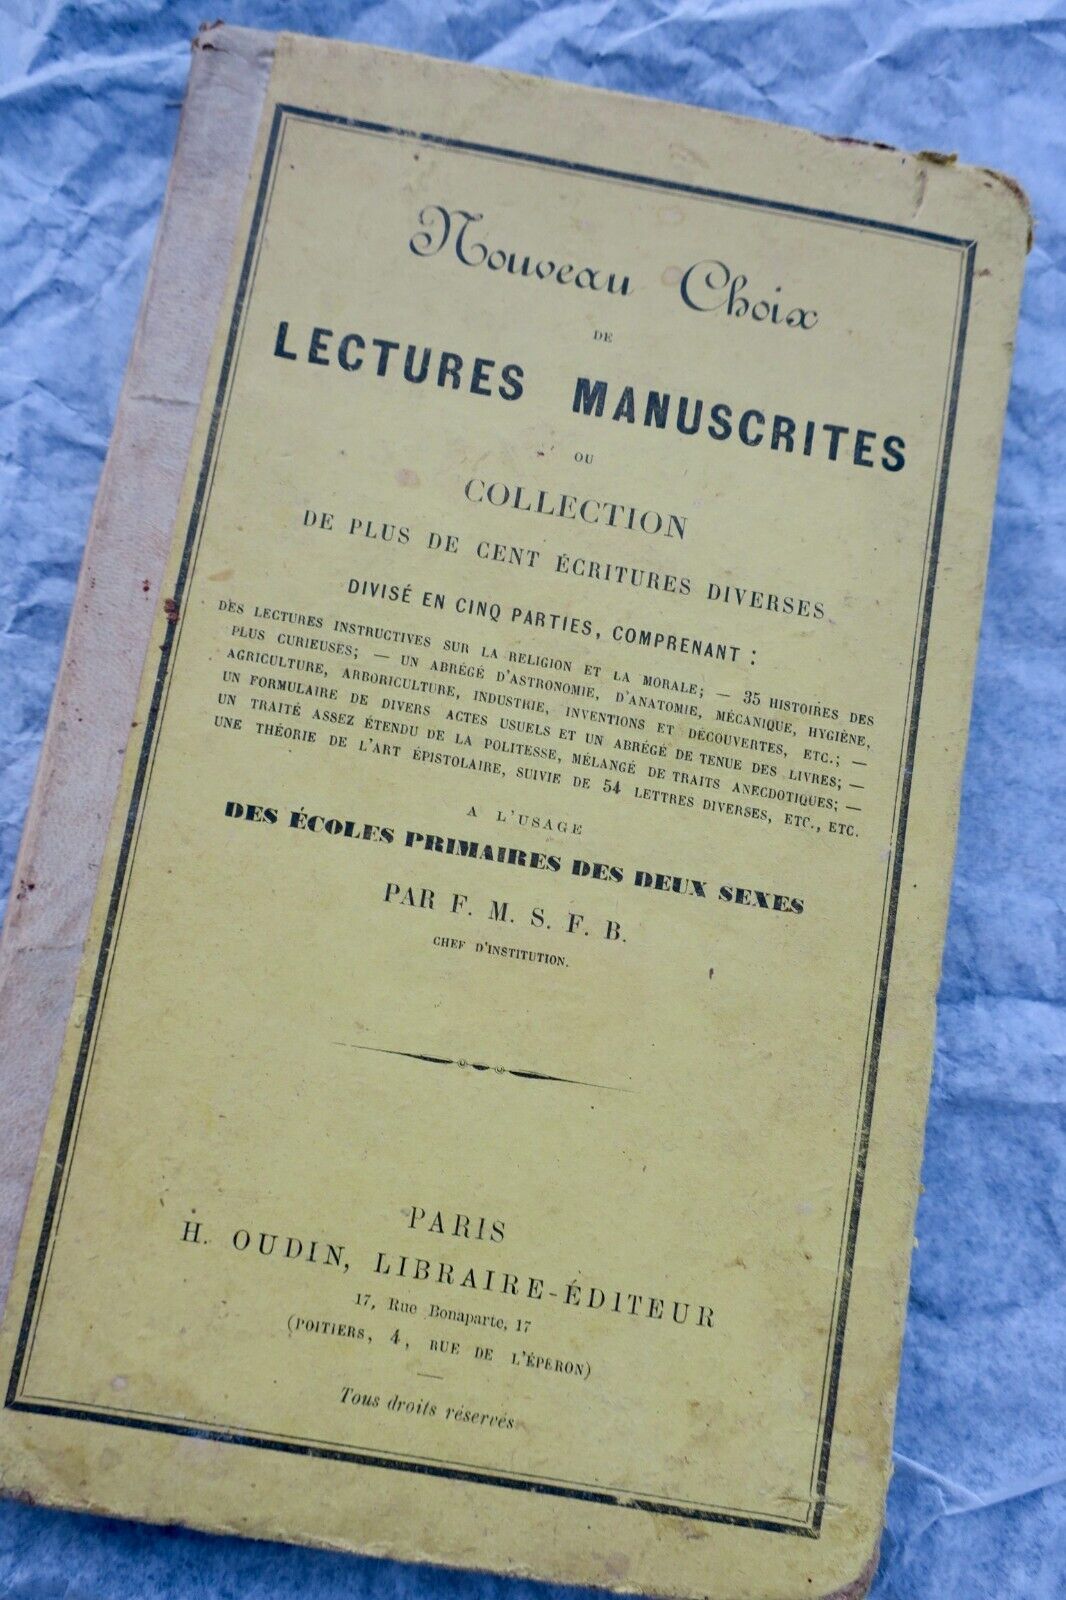 Nouveau Choix
DE
LECTURES MANUSCRITES
OU
COLLECTION
DE PLUS DE CENT ÉCRITURES DIVERSES
DIVISÉ EN CINQ PARTIES, COMPRENANT :
DES LECTURES INSTRUCTIVES SUR LA RELIGION ET LA MORALE; — 35 HISTOIRES DES
PLUS CURIEUSES; — UN ABRÉGÉ D'ASTRONOMIE, D'ANATOMIE, MÉCANIQUE, HYGIÈNE,
AGRICULTURE, ARBORICULTURE, INDUSTRIE, INVENTIONS ET DÉCOUVERTES, ETC.; —
UN FORMULAIRE DE DIVERS ACTES USUELS ET UN ABRÉGÉ DE TENUE DES LIVRES; —
UN TRAITÉ ASSEZ ÉTENDU DE LA POLITESSE, MÉLANGÉ DE TRAITS ANECDOTIQUES; —
UNE THÉORIE DE L'ART ÉPISTOLAIRE, SUIVIE DE 54 LETTRES DIVERSES, ETC., ETC.
A L'USAGE
DES ÉCOLES PRIMAIRES DES DEUX SEXES
PAR F. M. S. F. B.
CHEF D'INSTITUTION.
PARIS
H. OUDIN, LIBRAIRE-ÉDITEUR
17, Rue Bonaparte, 17
(POITIERS, 4, RUE DE L'ÉPERON)
Tous droits réservés